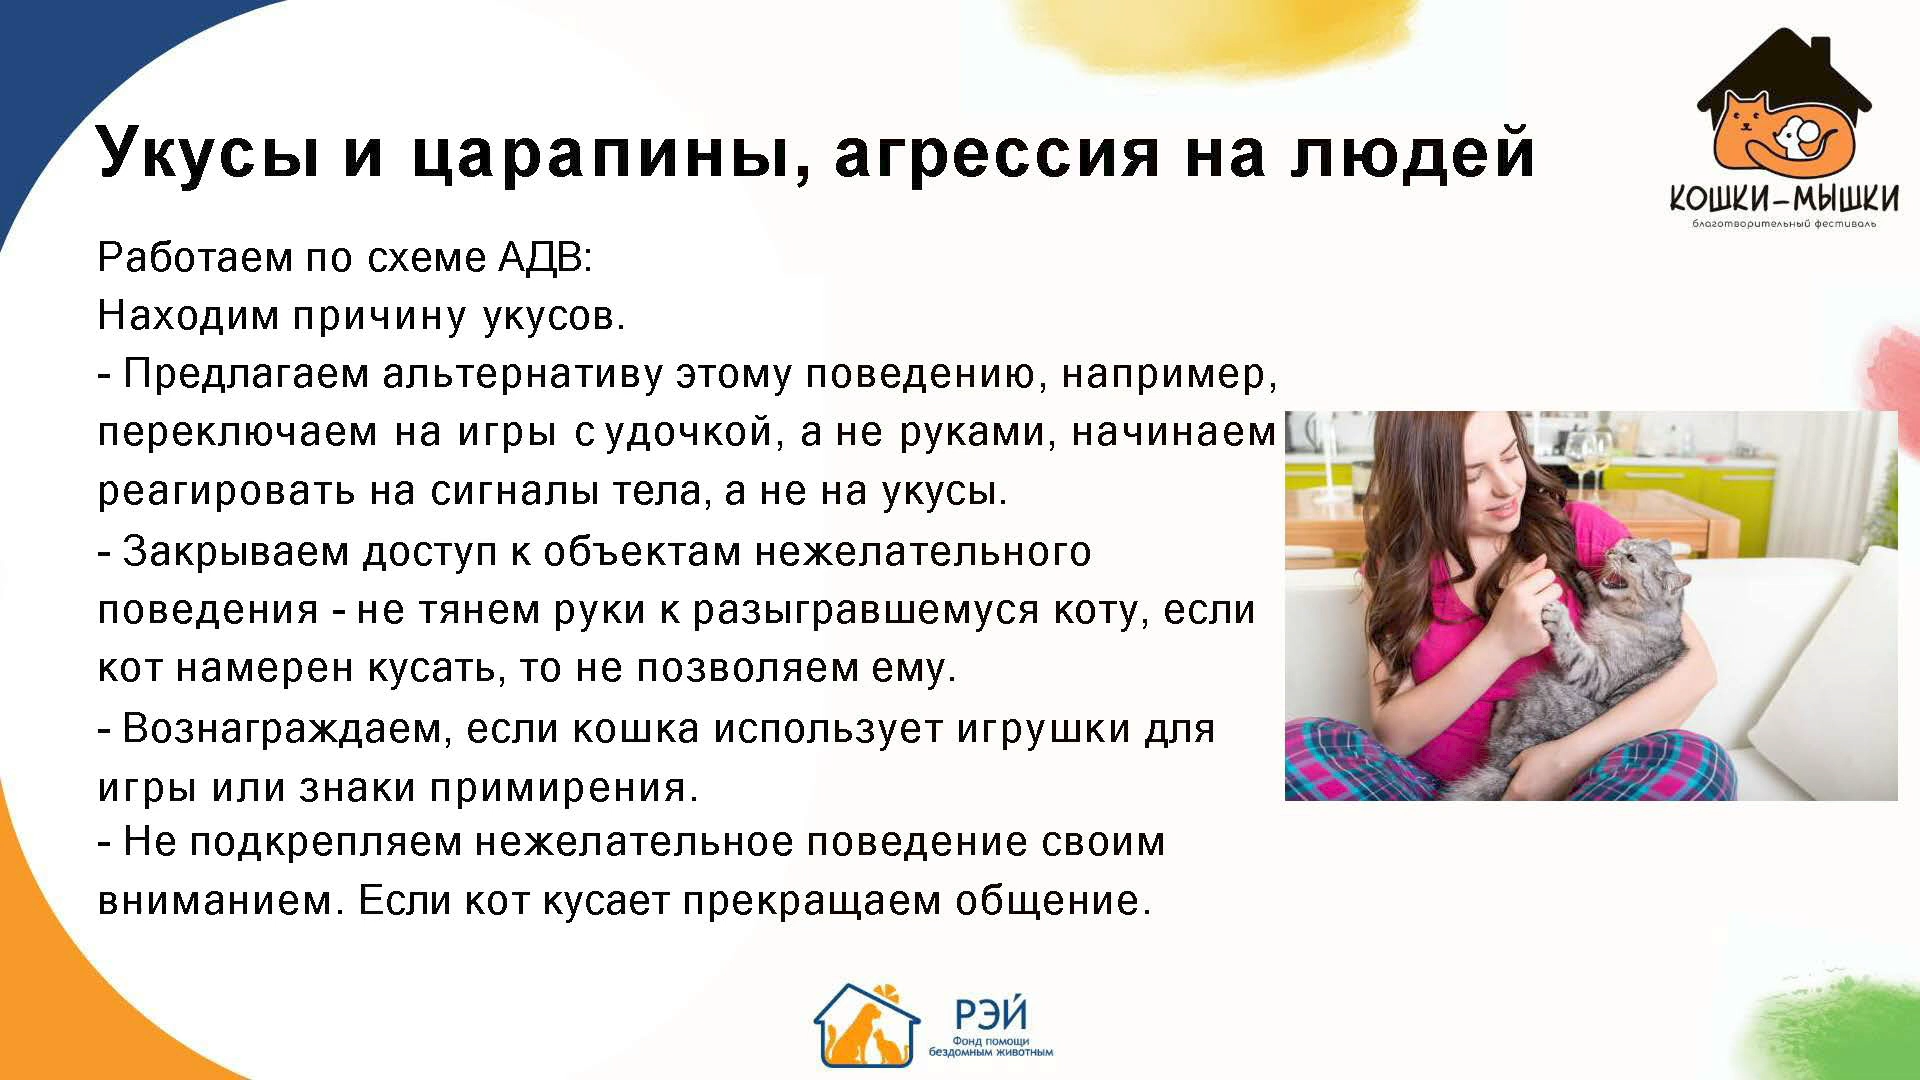 Укусы и царапины, агрессия на людей
КОШКИ-МЫШКИ
благотворительный фестиваль
Работаем по схеме АДВ:
Находим причину укусов.
- Предлагаем альтернативу этому поведению, например,
переключаем на игры с удочкой, а не руками, начинаем
реагировать на сигналы тела, а не на укусы.
- Закрываем доступ к объектам нежелательного
поведения - не тянем руки к разыгравшемуся коту, если
кот намерен кусать, то не позволяем ему.
- Вознаграждаем, если кошка использует игрушки для
игры или знаки примирения.
- Не подкрепляем нежелательное поведение своим
вниманием. Если кот кусает прекращаем общение.
РЭЙ
Фонд помощи
бездомным животным